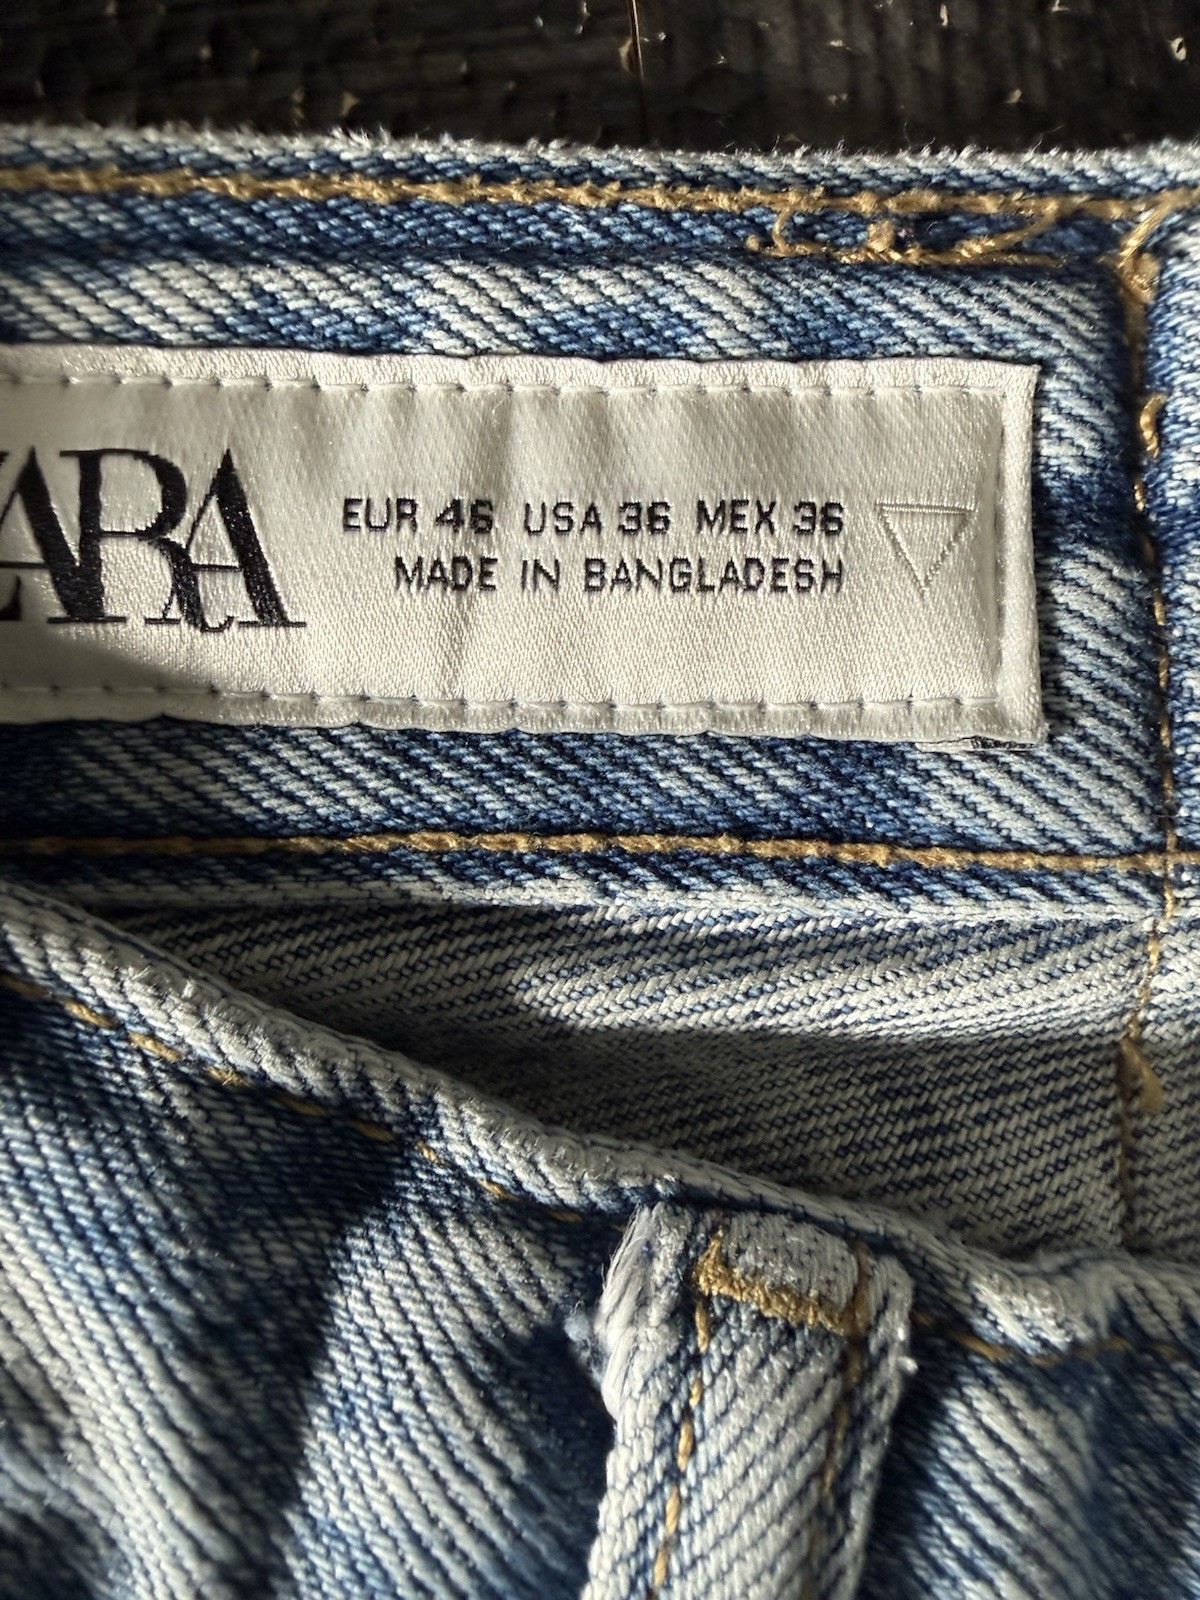 ZARA
EUR 46 USA 36 MEX 36
MADE IN BANGLADESH